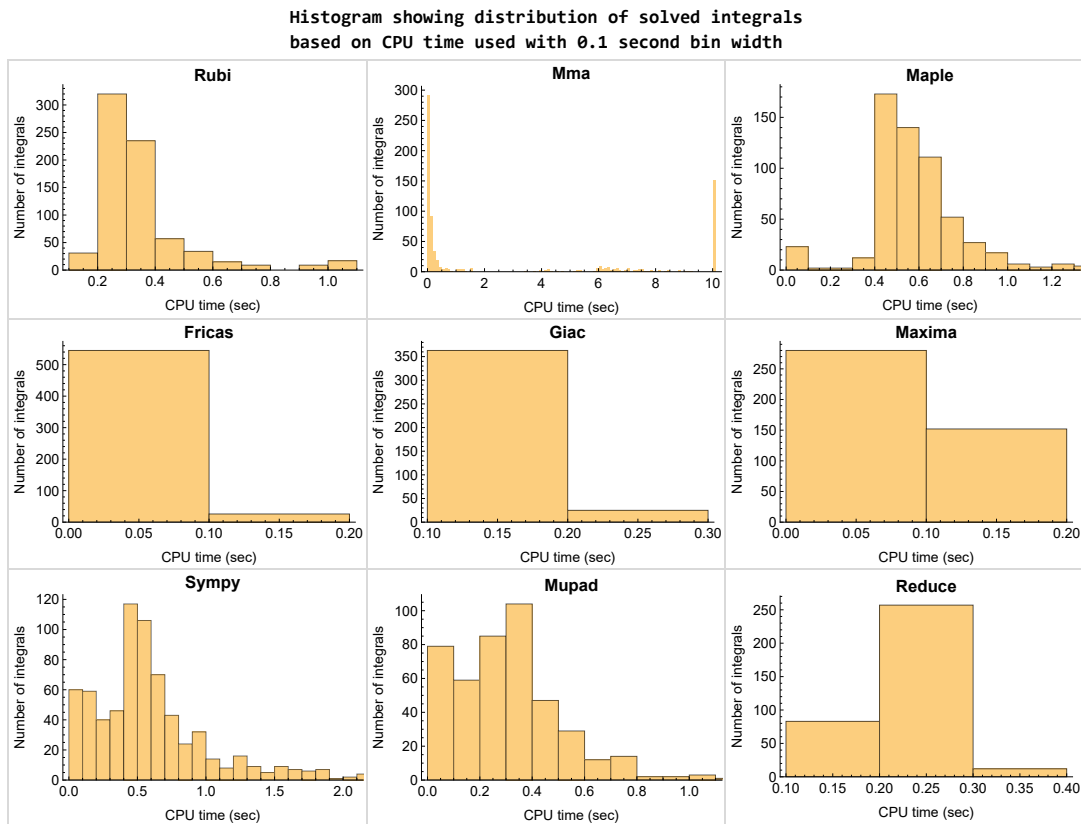 Histogram showing distribution of solved integrals
based on CPU time used with 0.1 second bin width
Rubi
Number of integrals
300
250
200
150
100
50
0
0.2 0.4 0.6 0.8 1.0
CPU time (sec)
Mma
Number of integrals
300
250
200
150
100
50
0
0 2 4 6 8 10
CPU time (sec)
Maple
Number of integrals
150
100
50
0
0.0 0.2 0.4 0.6 0.8 1.0 1.2
CPU time (sec)
Fricas
Number of integrals
500
400
300
200
100
0
0.00 0.05 0.10 0.15 0.20
CPU time (sec)
Giac
Number of integrals
350
300
250
200
150
100
50
0
0.10 0.15 0.20 0.25 0.30
CPU time (sec)
Maxima
Number of integrals
250
200
150
100
50
0
0.00 0.05 0.10 0.15 0.20
CPU time (sec)
Sympy
Number of integrals
120
100
80
60
40
20
0
0.0 0.5 1.0 1.5 2.0
CPU time (sec)
Mupad
Number of integrals
100
80
60
40
20
0
0.0 0.2 0.4 0.6 0.8 1.0
CPU time (sec)
Reduce
Number of integrals
250
200
150
100
50
0
0.10 0.15 0.20 0.25 0.30 0.35 0.40
CPU time (sec)